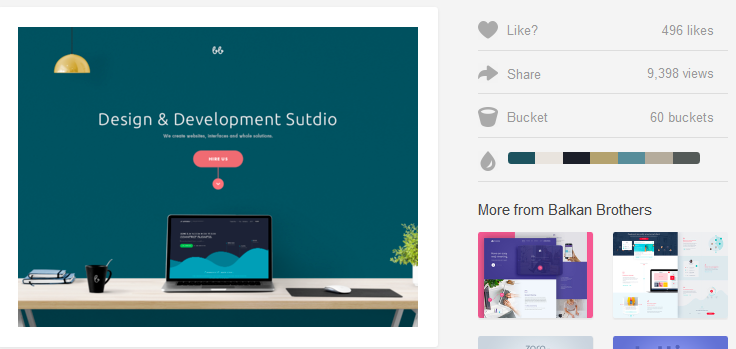 Design & Development Sutdio
We create websites, interfaces and whole solutions.
HIRE US
Like?
496 likes
Share
9,398 views
Bucket
60 buckets
More from Balkan Brothers
zero